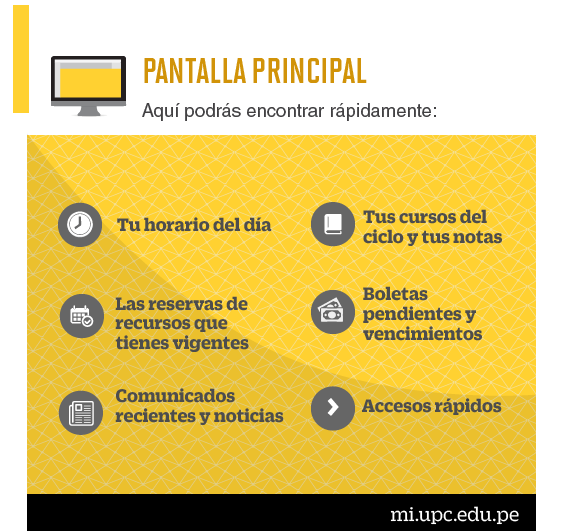 PANTALLA PRINCIPAL
Aquí podrás encontrar rápidamente:
Tu horario del día
Tus cursos del
ciclo y tus notas
Las reservas de
recursos que
tienes vigentes
Boletas
pendientes y
vencimientos
Comunicados
recientes y noticias
Accesos rápidos
mi.upc.edu.pe